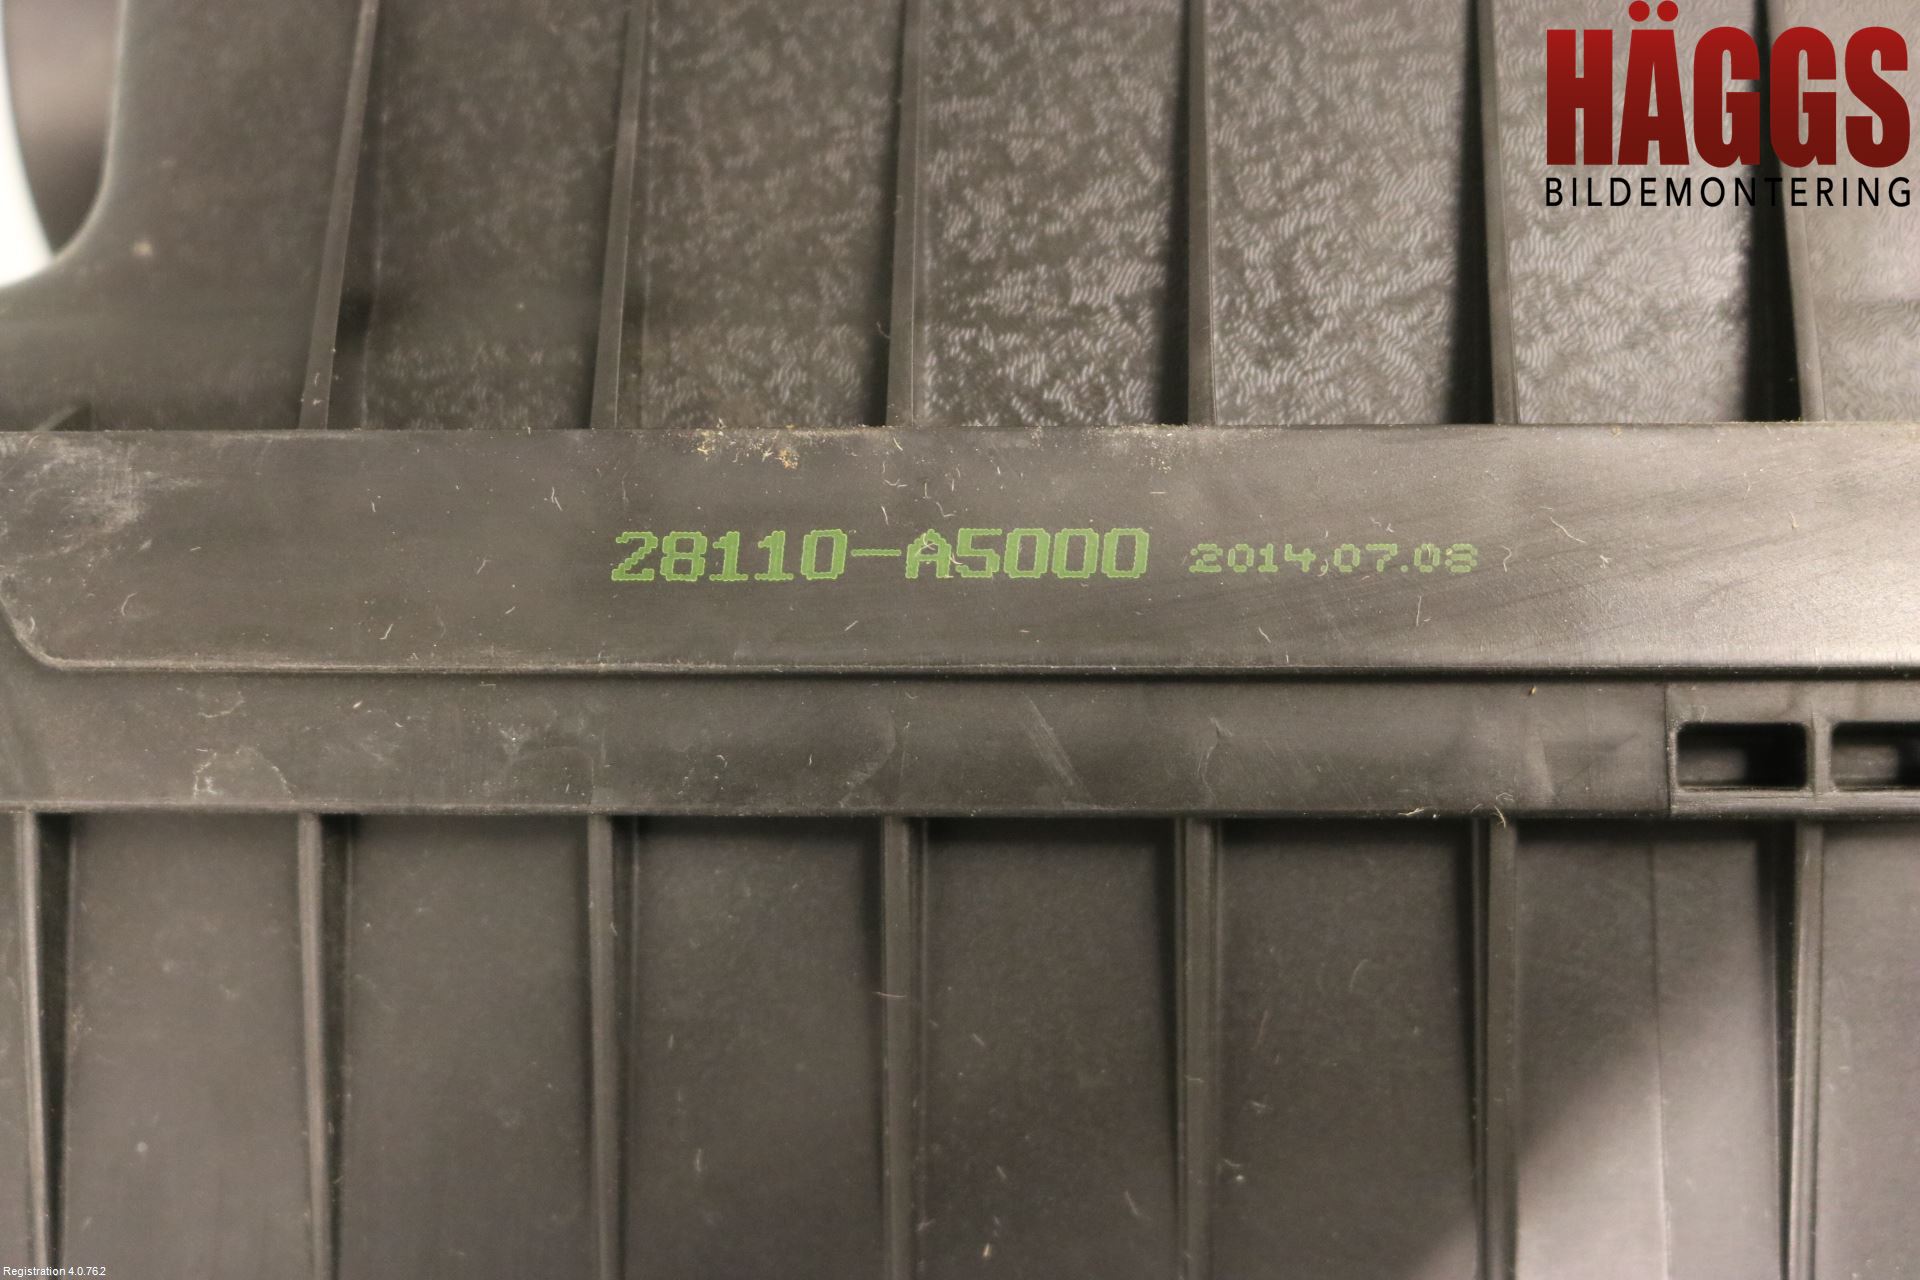 HÄGGS
BILDEMONTERING
28110-A5000 2014.07.08
Registration 4.0.762